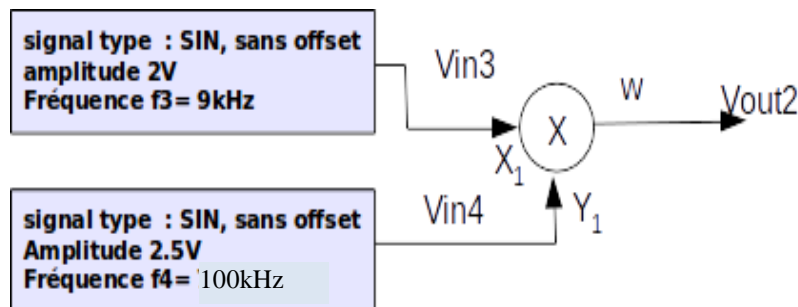 signal type : SIN, sans offset
amplitude 2V
Fréquence f3= 9kHz
Vin3
X
X1
W
Vout2
signal type : SIN, sans offset
Amplitude 2.5V
Fréquence f4= 100kHz
Vin4
Y1